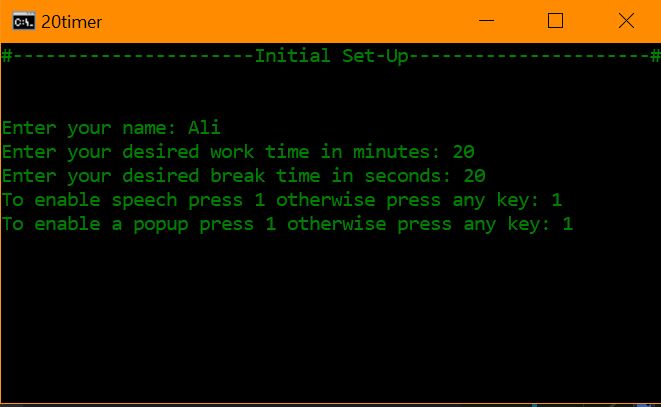 20timer
#----------------------Initial Set-Up----------------------#
Enter your name: Ali
Enter your desired work time in minutes: 20
Enter your desired break time in seconds: 20
To enable speech press 1 otherwise press any key: 1
To enable a popup press 1 otherwise press any key: 1